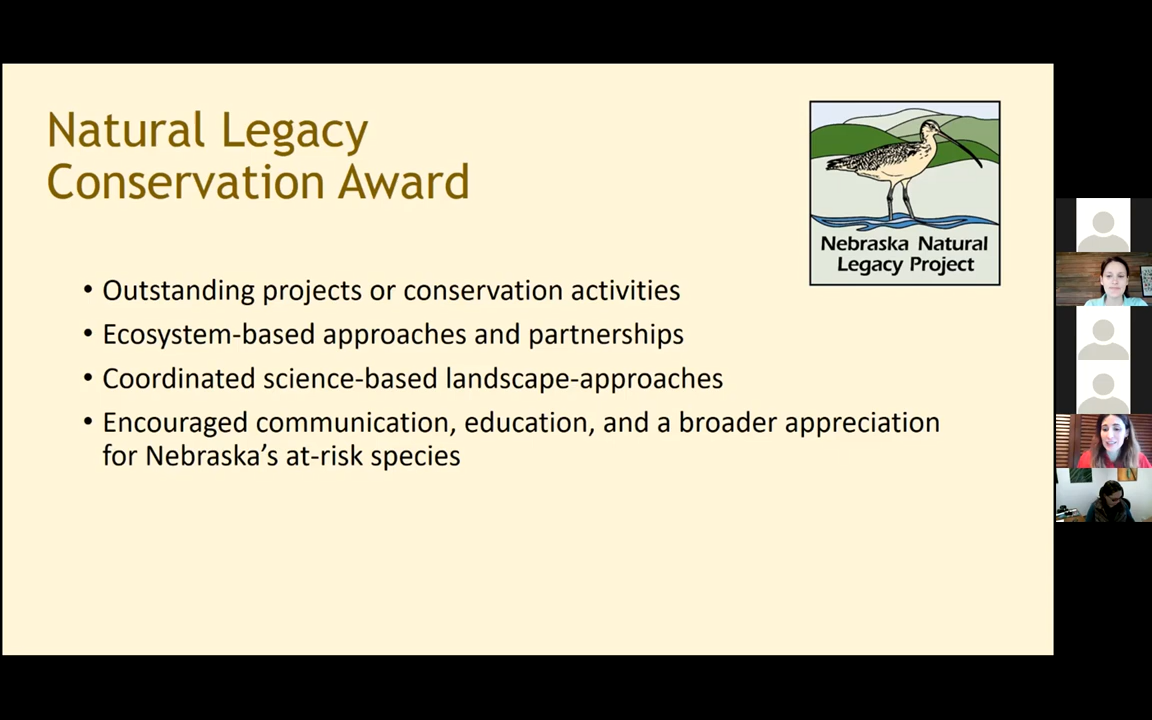 Natural Legacy
Conservation Award
Nebraska Natural
Legacy Project
• Outstanding projects or conservation activities
• Ecosystem-based approaches and partnerships
• Coordinated science-based landscape-approaches
• Encouraged communication, education, and a broader appreciation
for Nebraska’s at-risk species